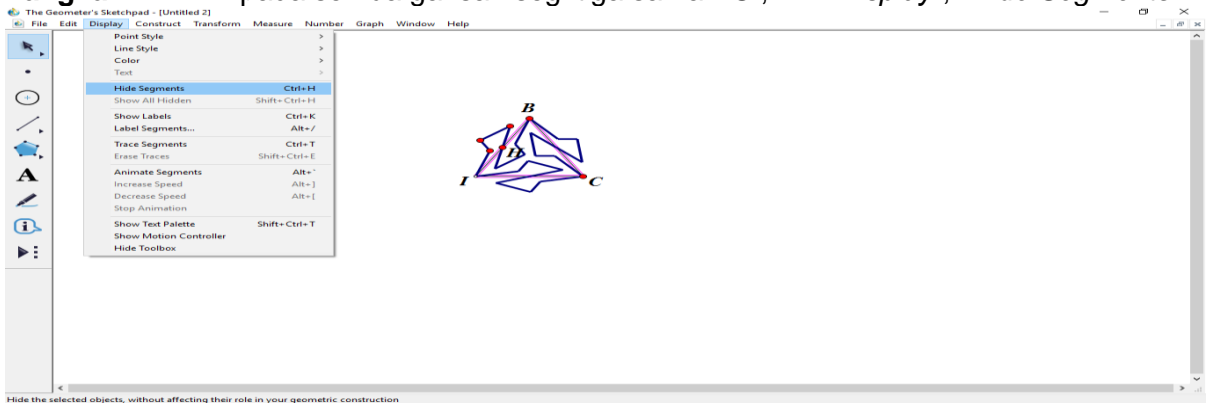 The Geometer's Sketchpad - [Untitled 2]
File Edit Display Construct Transform Measure Number Graph Window Help
Point Style
Line Style
Color
Text
Hide Segments Ctrl+H
Show All Hidden Shift+Ctrl+H
Show Labels Ctrl+K
Label Segments... Alt+/
Trace Segments Ctrl+T
Erase Traces Shift+Ctrl+E
Animate Segments Alt+`
Increase Speed Alt+]
Decrease Speed Alt+[
Stop Animation
Show Text Palette Shift+Ctrl+T
Show Motion Controller
Hide Toolbox
B
H
I
C
A
Hide the selected objects, without affecting their role in your geometric construction